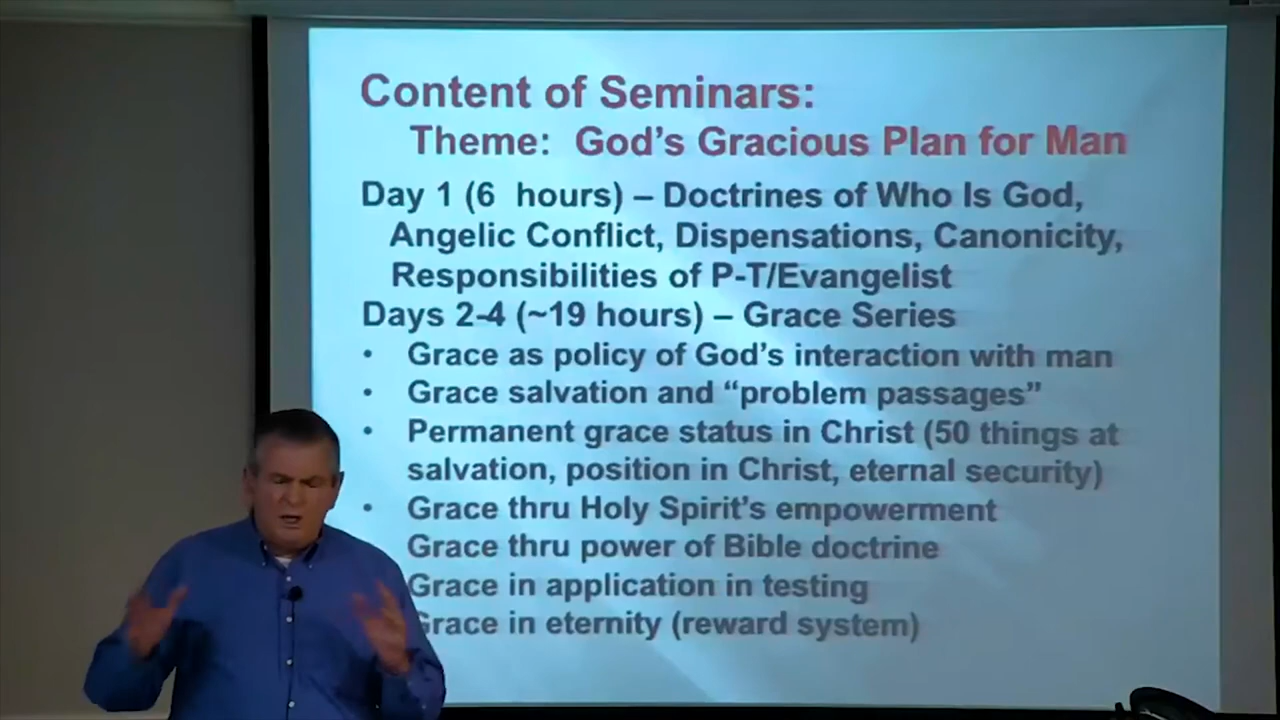 Content of Seminars:
Theme: God's Gracious Plan for Man
Day 1 (6 hours) – Doctrines of Who Is God,
Angelic Conflict, Dispensations, Canonicity,
Responsibilities of P-T/Evangelist
Days 2-4 (~19 hours) – Grace Series
• Grace as policy of God's interaction with man
• Grace salvation and “problem passages”
• Permanent grace status in Christ (50 things at
salvation, position in Christ, eternal security)
• Grace thru Holy Spirit's empowerment
Grace thru power of Bible doctrine
Grace in application in testing
Grace in eternity (reward system)